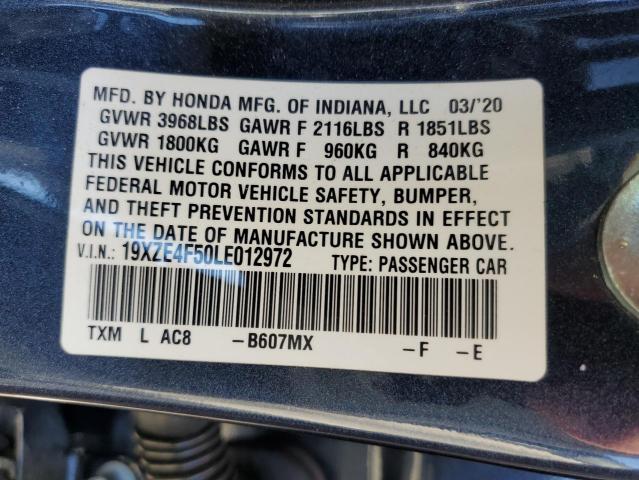 MFD. BY HONDA MFG. OF INDIANA, LLC 03/'20
GVWR 3968LBS GAWR F 2116LBS R 1851LBS
GVWR 1800KG GAWR F 960KG R 840KG
THIS VEHICLE CONFORMS TO ALL APPLICABLE
FEDERAL MOTOR VEHICLE SAFETY, BUMPER,
AND THEFT PREVENTION STANDARDS IN EFFECT
ON THE DATE OF MANUFACTURE SHOWN ABOVE.
V.I.N.: 19XZE4F50LE012972 TYPE: PASSENGER CAR
TXM L AC8 -B607MX -F -E